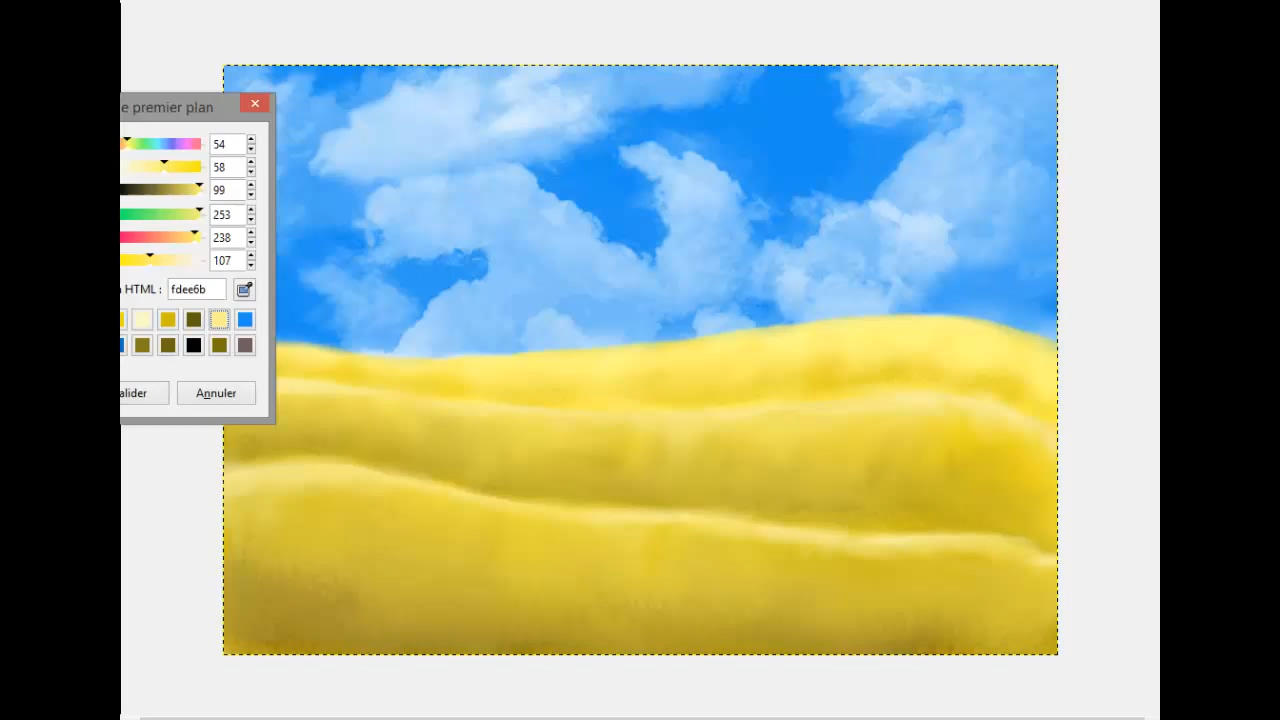 e premier plan
54
58
99
253
238
107
n HTML : fdee6b
alider Annuler